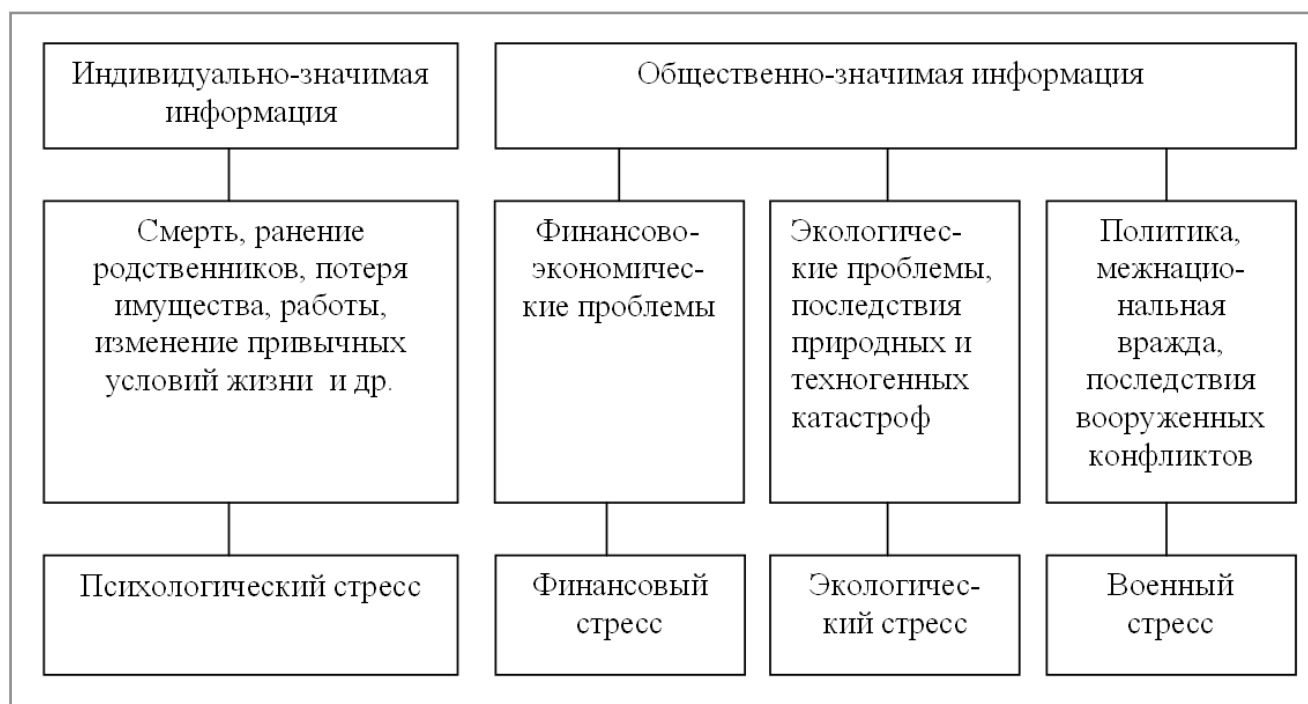 Индивидуально-значимая
информация
Общественно-значимая информация
Смерть, ранение
родственников, потеря
имущества, работы,
изменение привычных
условий жизни и др.
Финансово-
экономичес-
кие проблемы
Экологичес-
кие проблемы,
последствия
природных и
техногенных
катастроф
Политика,
межнацио-
нальная
вражда,
последствия
вооруженных
конфликтов
Психологический стресс
Финансовый
стресс
Экологичес-
кий стресс
Военный
стресс